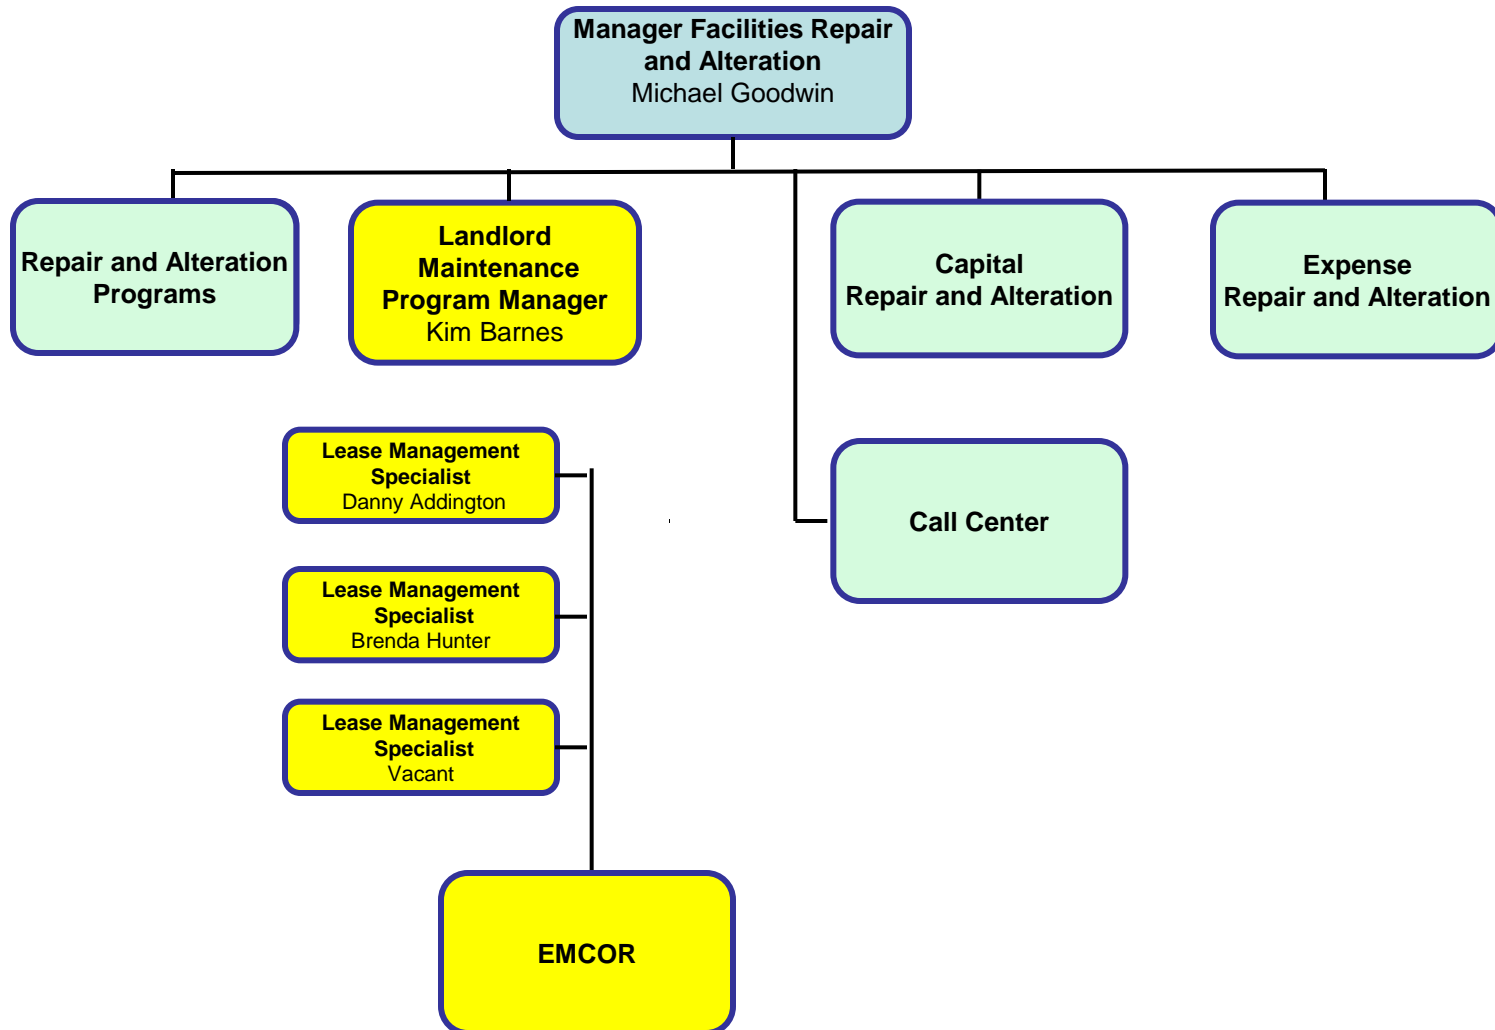 Manager Facilities Repair
and Alteration
Michael Goodwin
Repair and Alteration
Programs
Landlord
Maintenance
Program Manager
Kim Barnes
Capital
Repair and Alteration
Expense
Repair and Alteration
Lease Management
Specialist
Danny Addington
Call Center
Lease Management
Specialist
Brenda Hunter
Lease Management
Specialist
Vacant
EMCOR